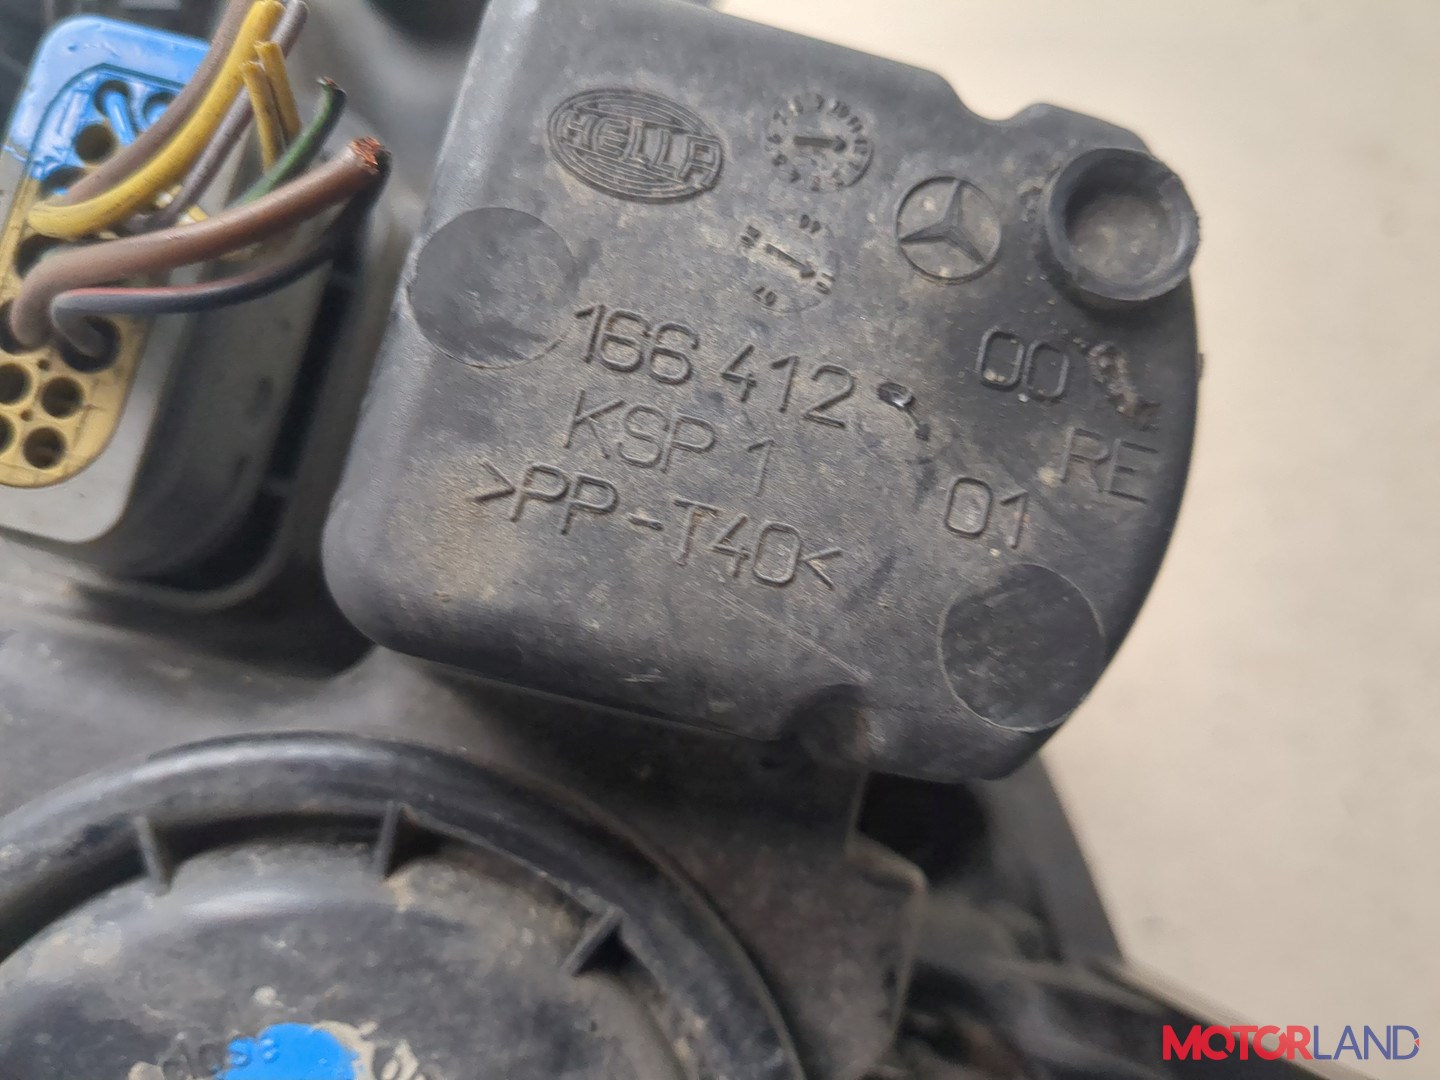 HELLA
166 412
00
KSP 1
RE
>PP-T40<
01
MOTORLAND